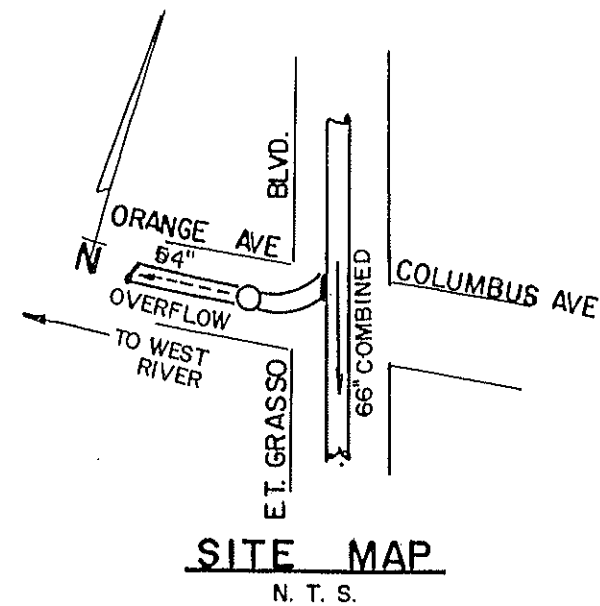 BLVD.
ORANGE AVE
N
54"
OVERFLOW
TO WEST
RIVER
66" COMBINED
COLUMBUS AVE
E.T. GRASSO
SITE MAP
N. T. S.